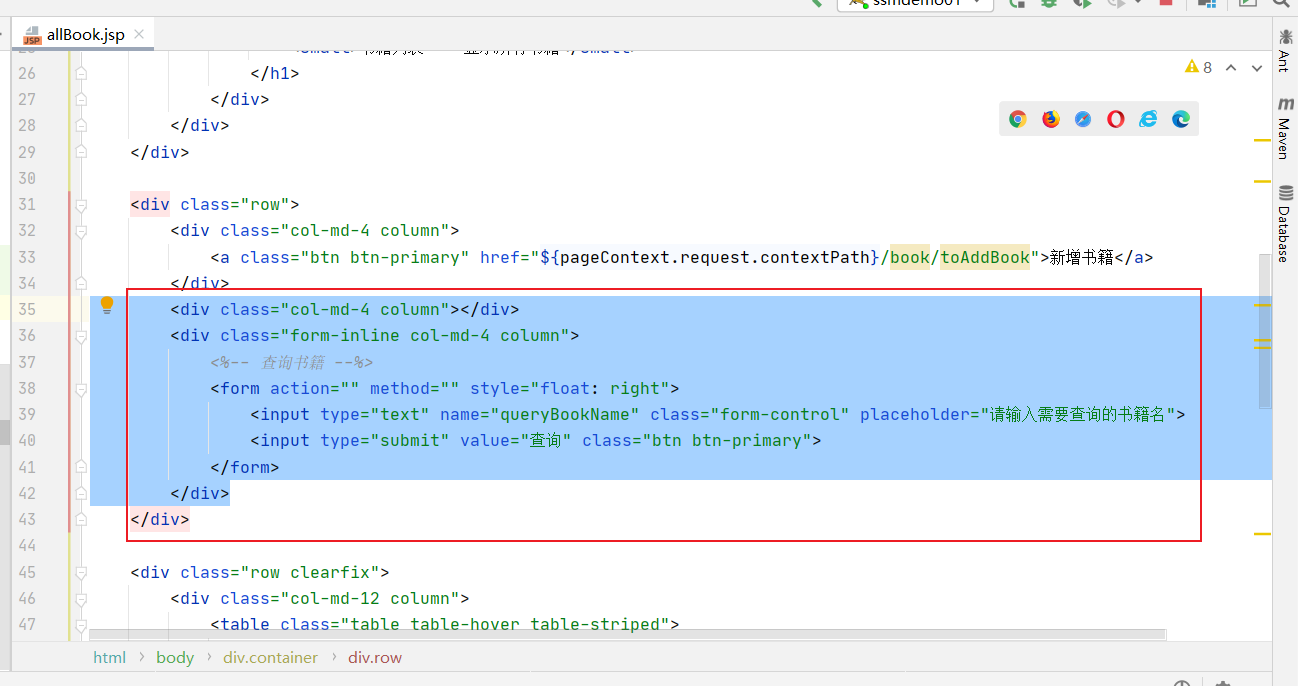 ssmdemo01
allBook.jsp
26 </h1>
27 </div>
28 </div>
29 </div>
30
31 <div class="row">
32 <div class="col-md-4 column">
33 <a class="btn btn-primary" href="${pageContext.request.contextPath}/book/toAddBook">新增书籍</a>
34 </div>
35 <div class="col-md-4 column"></div>
36 <div class="form-inline col-md-4 column">
37 <%-- 查询书籍 --%>
38 <form action="" method="" style="float: right">
39 <input type="text" name="queryBookName" class="form-control" placeholder="请输入需要查询的书籍名">
40 <input type="submit" value="查询" class="btn btn-primary">
41 </form>
42 </div>
43 </div>
44
45 <div class="row clearfix">
46 <div class="col-md-12 column">
47 <table class="table table-hover table-striped">
html › body › div.container › div.row
8
Ant
Maven
Database